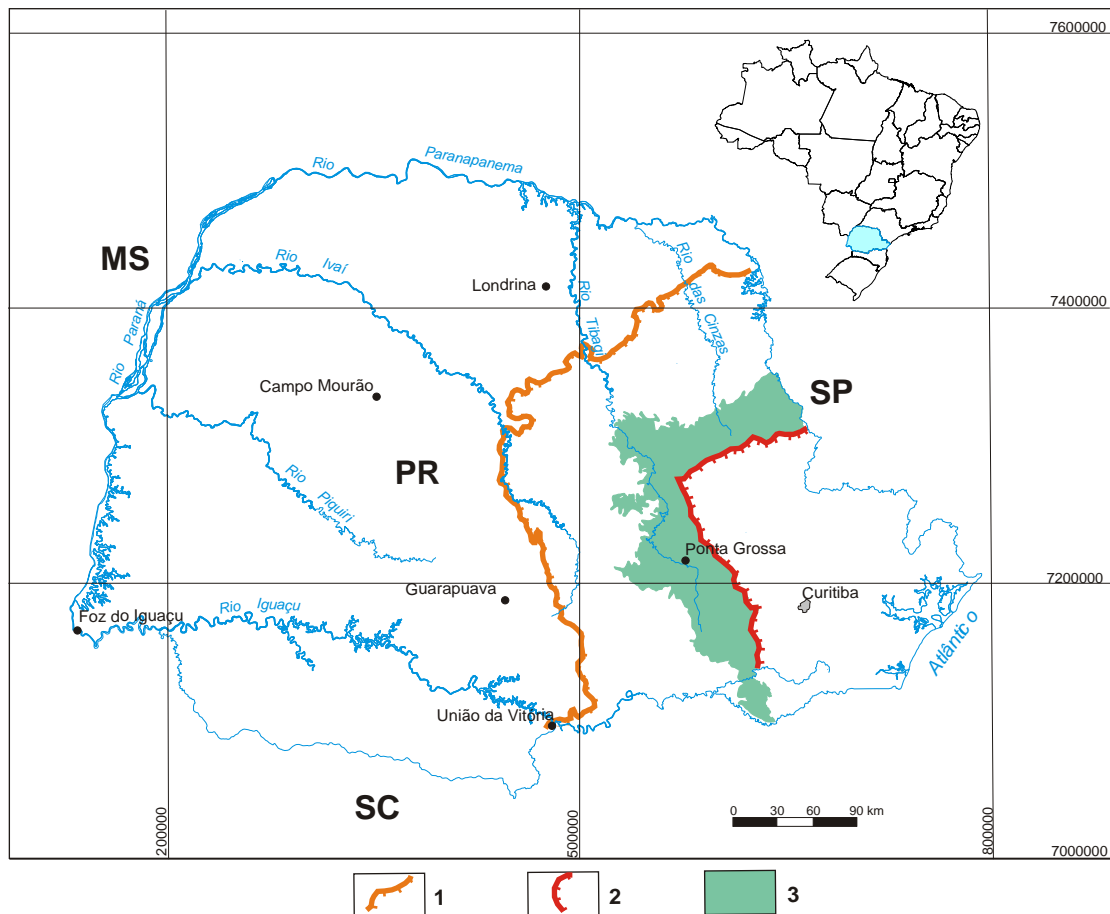 7600000
Rio Paranapanema
MS
Rio Ivaí
Londrina
Rio das Cinzas
7400000
Rio Paraná
Rio Tibagi
Campo Mourão
SP
PR
Rio Piquiri
Ponta Grossa
7200000
Guarapuava
Curitiba
Foz do Iguaçu
Rio Iguaçu
Atlântico
União da Vitória
SC
0 30 60 90 km
200000
500000
800000
7000000
1
2
3